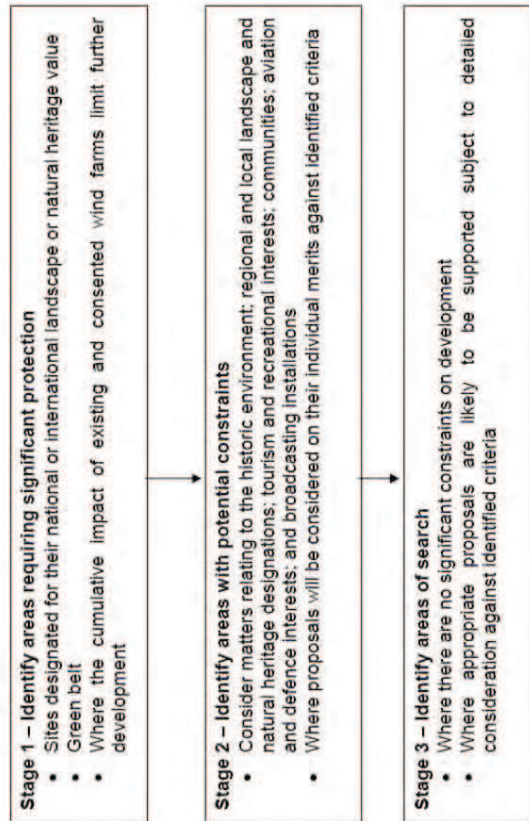 Stage 1 – Identify areas requiring significant protection
• Sites designated for their national or international landscape or natural heritage value
• Green belt
• Where the cumulative impact of existing and consented wind farms limit further
development
Stage 2 – Identify areas with potential constraints
• Consider matters relating to the historic environment; regional and local landscape and
natural heritage designations; tourism and recreational interests; communities; aviation
and defence interests; and broadcasting installations
• Where proposals will be considered on their individual merits against identified criteria
Stage 3 – Identify areas of search
• Where there are no significant constraints on development
• Where appropriate proposals are likely to be supported subject to detailed
consideration against identified criteria